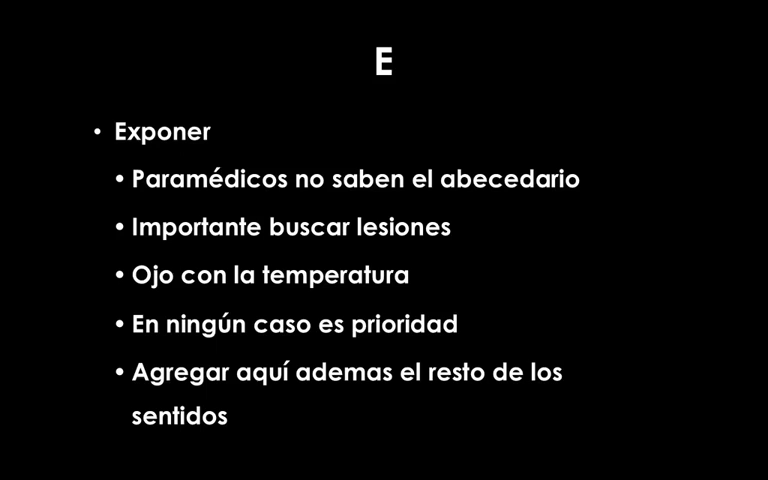 E
• Exponer
• Paramédicos no saben el abecedario
• Importante buscar lesiones
• Ojo con la temperatura
• En ningún caso es prioridad
• Agregar aquí ademas el resto de los
sentidos